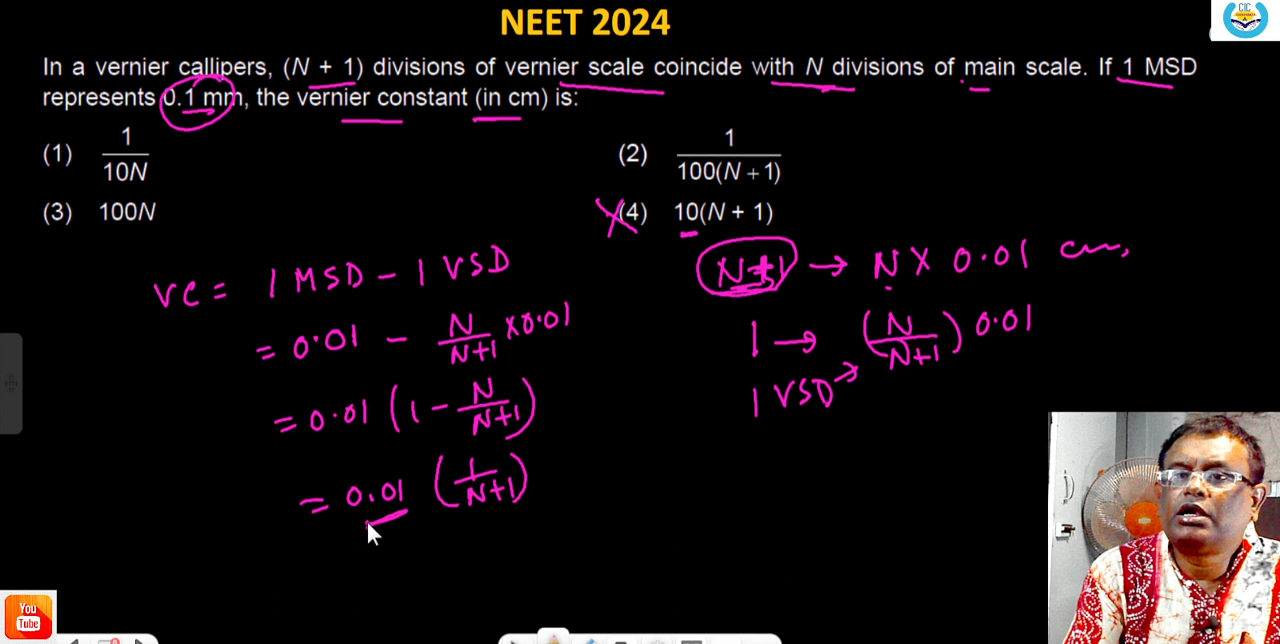 NEET 2024
CIC
In a vernier callipers, (N + 1) divisions of vernier scale coincide with N divisions of main scale. If 1 MSD
represents 0.1 mm, the vernier constant (in cm) is:
(1) 1/10N
(2) 1/100(N + 1)
(3) 100N
(4) 10(N + 1)
VC = 1 MSD - 1 VSD
= 0.01 - N/N+1 × 0.01
= 0.01 (1 - N/N+1)
= 0.01 (1/N+1)
N+1 → N × 0.01 cm,
1 → (N/N+1) 0.01
1 VSD →
You
Tube